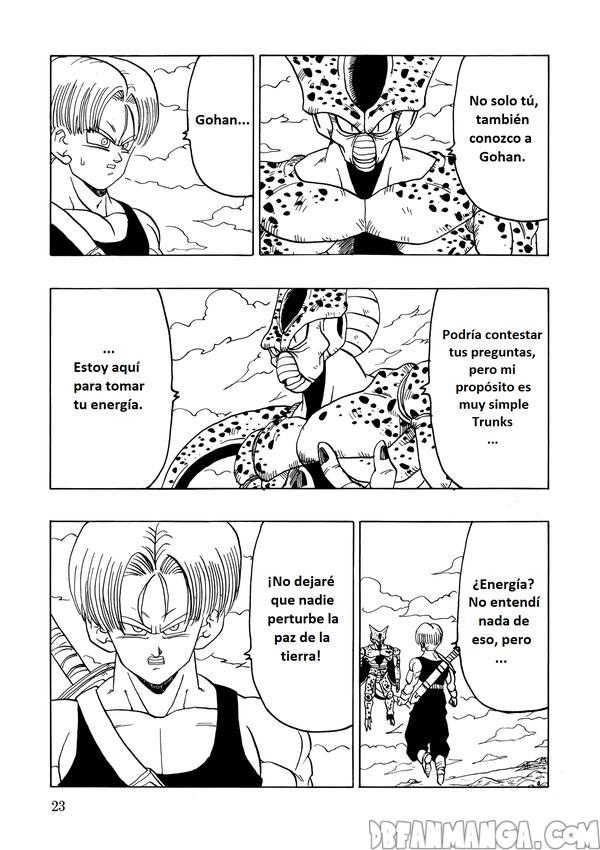 No solo tú,
también
conozco a
Gohan.
Gohan...
Podría contestar
tus preguntas,
pero mi
propósito es
muy simple
Trunks
...
...
Estoy aquí
para tomar
tu energía.
¿Energía?
No entendí
nada de
eso, pero
...
¡No dejaré
que nadie
perturbe la
paz de la
tierra!
23
DBFANMANGA.COM